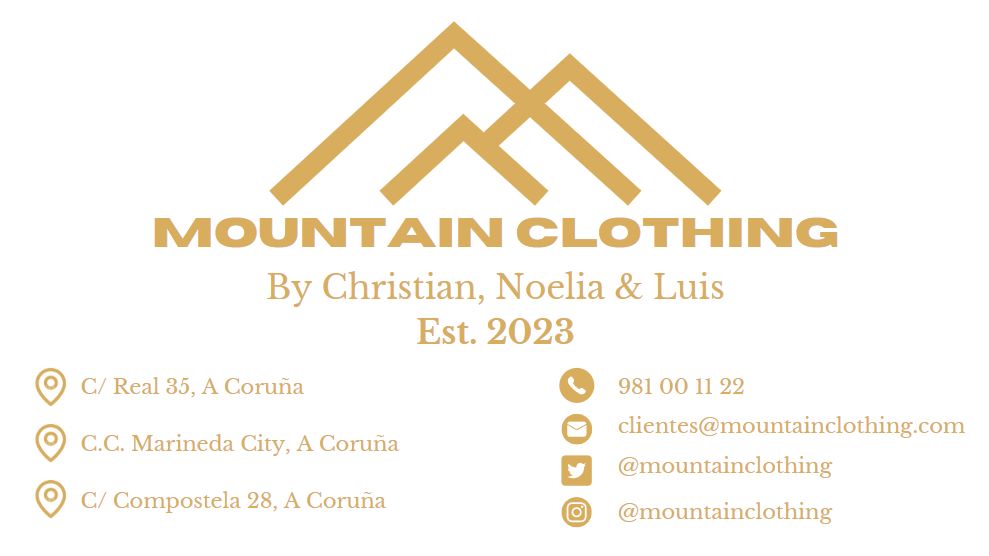 MOUNTAIN CLOTHING
By Christian, Noelia & Luis
Est. 2023
C/ Real 35, A Coruña
C.C. Marineda City, A Coruña
C/ Compostela 28, A Coruña
981 00 11 22
clientes@mountainclothing.com
@mountainclothing
@mountainclothing